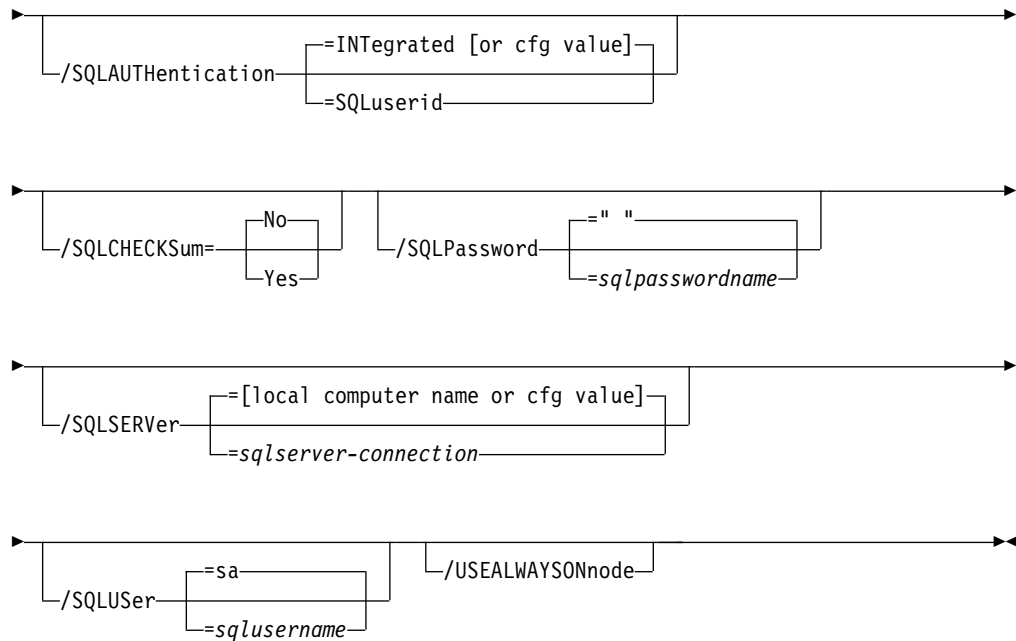 =INTegrated [or cfg value]
/SQLAUTHentication
=SQLuserid
No
=" "
/SQLCHECKSum=
/SQLPassword
Yes
=sqlpasswordname
=[local computer name or cfg value]
/SQLSERVer
=sqlserver-connection
=sa
/USEALWAYSONnode
/SQLUSer
=sqlusername